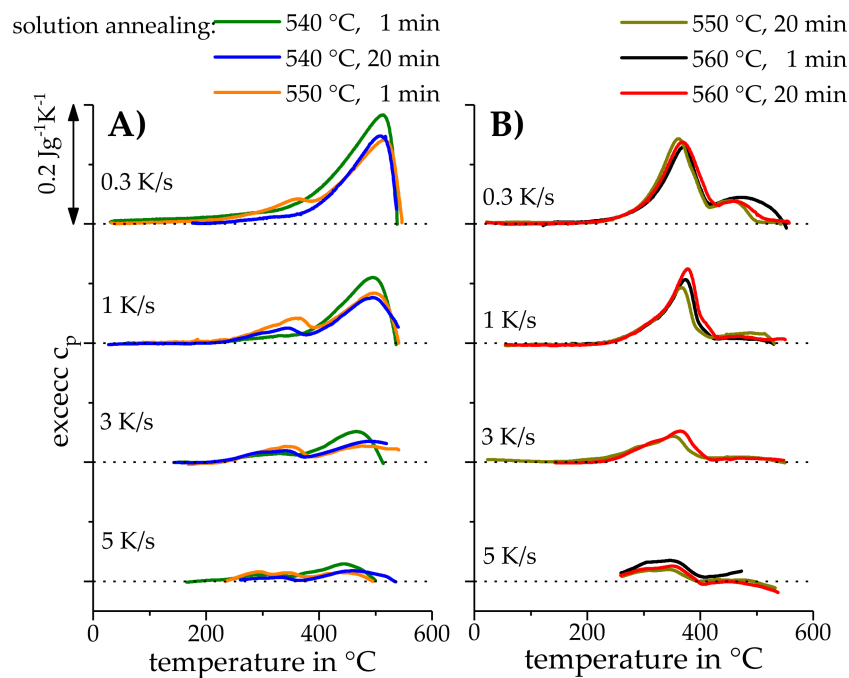 solution annealing:
540 °C, 1 min
540 °C, 20 min
550 °C, 1 min
550 °C, 20 min
560 °C, 1 min
560 °C, 20 min
0.2 Jg⁻¹K⁻¹
excecc cₚ
A)
0.3 K/s
1 K/s
3 K/s
5 K/s
0
200
400
600
temperature in °C
B)
0.3 K/s
1 K/s
3 K/s
5 K/s
0
200
400
600
temperature in °C